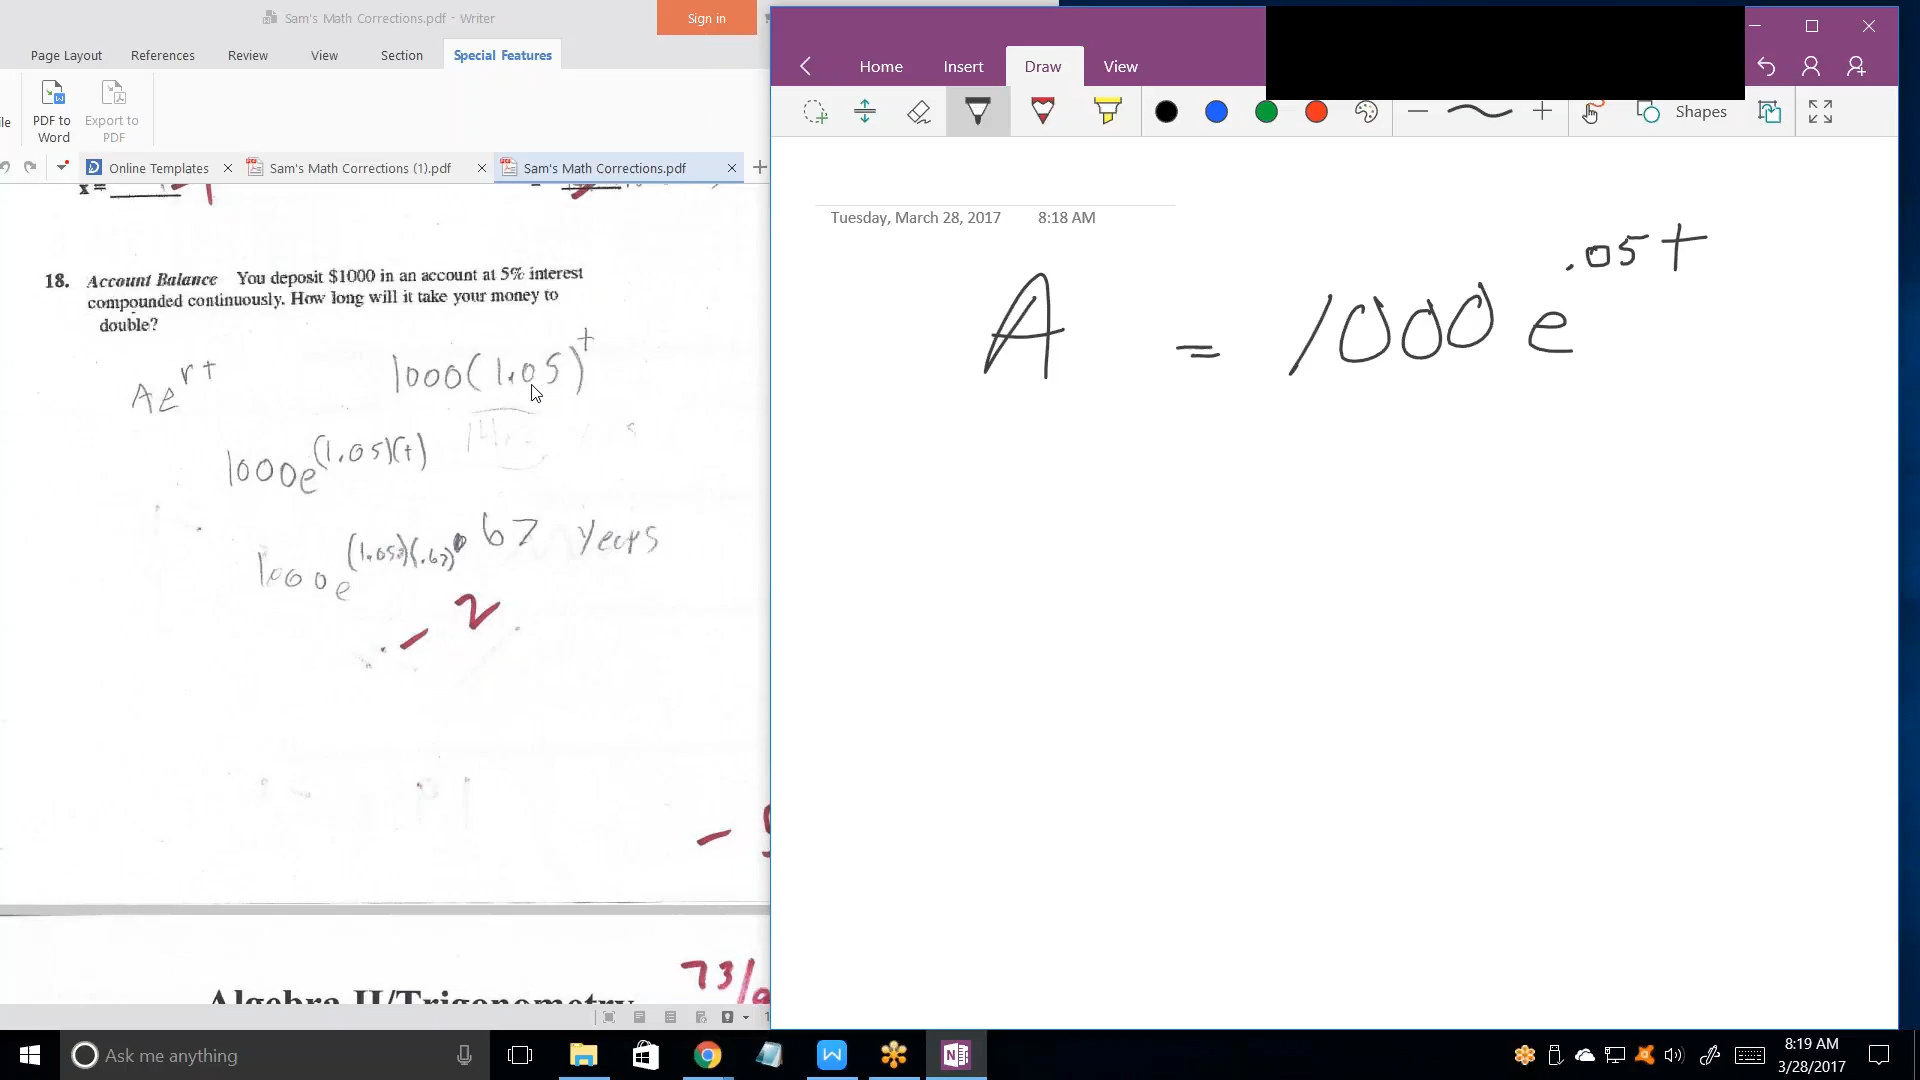 Sam's Math Corrections.pdf - Writer
Sign in
Page Layout References Review View Section Special Features
PDF to Word
Export to PDF
Online Templates
Sam's Math Corrections (1).pdf
Sam's Math Corrections.pdf
x =
18. Account Balance You deposit $1000 in an account at 5% interest
compounded continuously. How long will it take your money to
double?
Ae^rt
1000(1.05)^t
1000e^(1.05)(t)
1000e^(1.05)(.67)
.67 years
- 2
-
Algebra II/Trigonometry
73/
Home Insert Draw View
Shapes
Tuesday, March 28, 2017 8:18 AM
A = 1000 e^.05t
Ask me anything
8:19 AM
3/28/2017